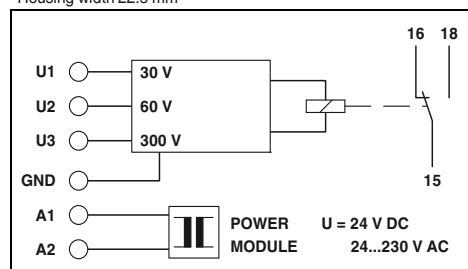 Housing width 22.5 mm
16 18
U1 30 V
U2 60 V
U3 300 V
GND
15
A1 POWER U = 24 V DC
A2 MODULE 24...230 V AC